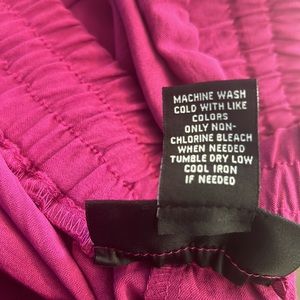 MACHINE WASH
COLD WITH LIKE
COLORS
ONLY NON-
CHLORINE BLEACH
WHEN NEEDED
TUMBLE DRY LOW
COOL IRON
IF NEEDED